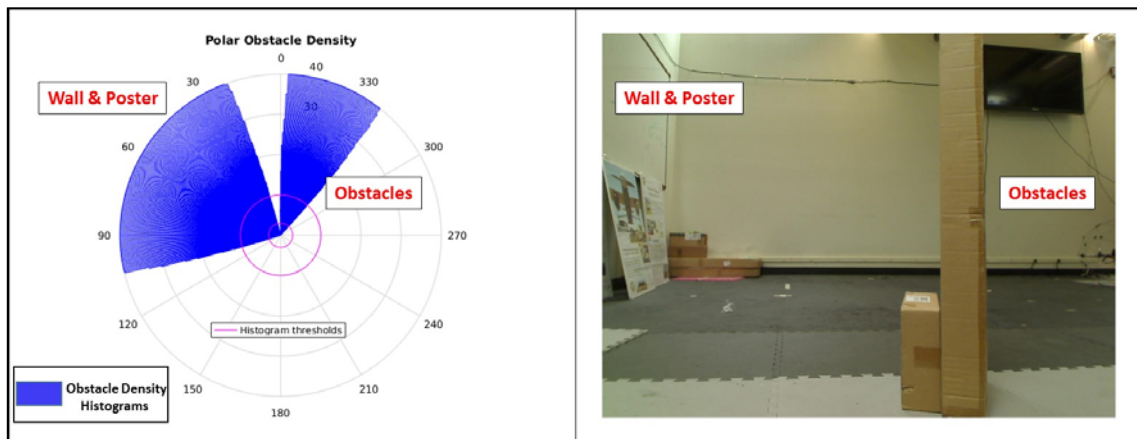 Polar Obstacle Density
0
40
30
330
30
Wall & Poster
60
300
Obstacles
90
270
120
240
Histogram thresholds
150
210
180
Obstacle Density
Histograms
Wall & Poster
Obstacles